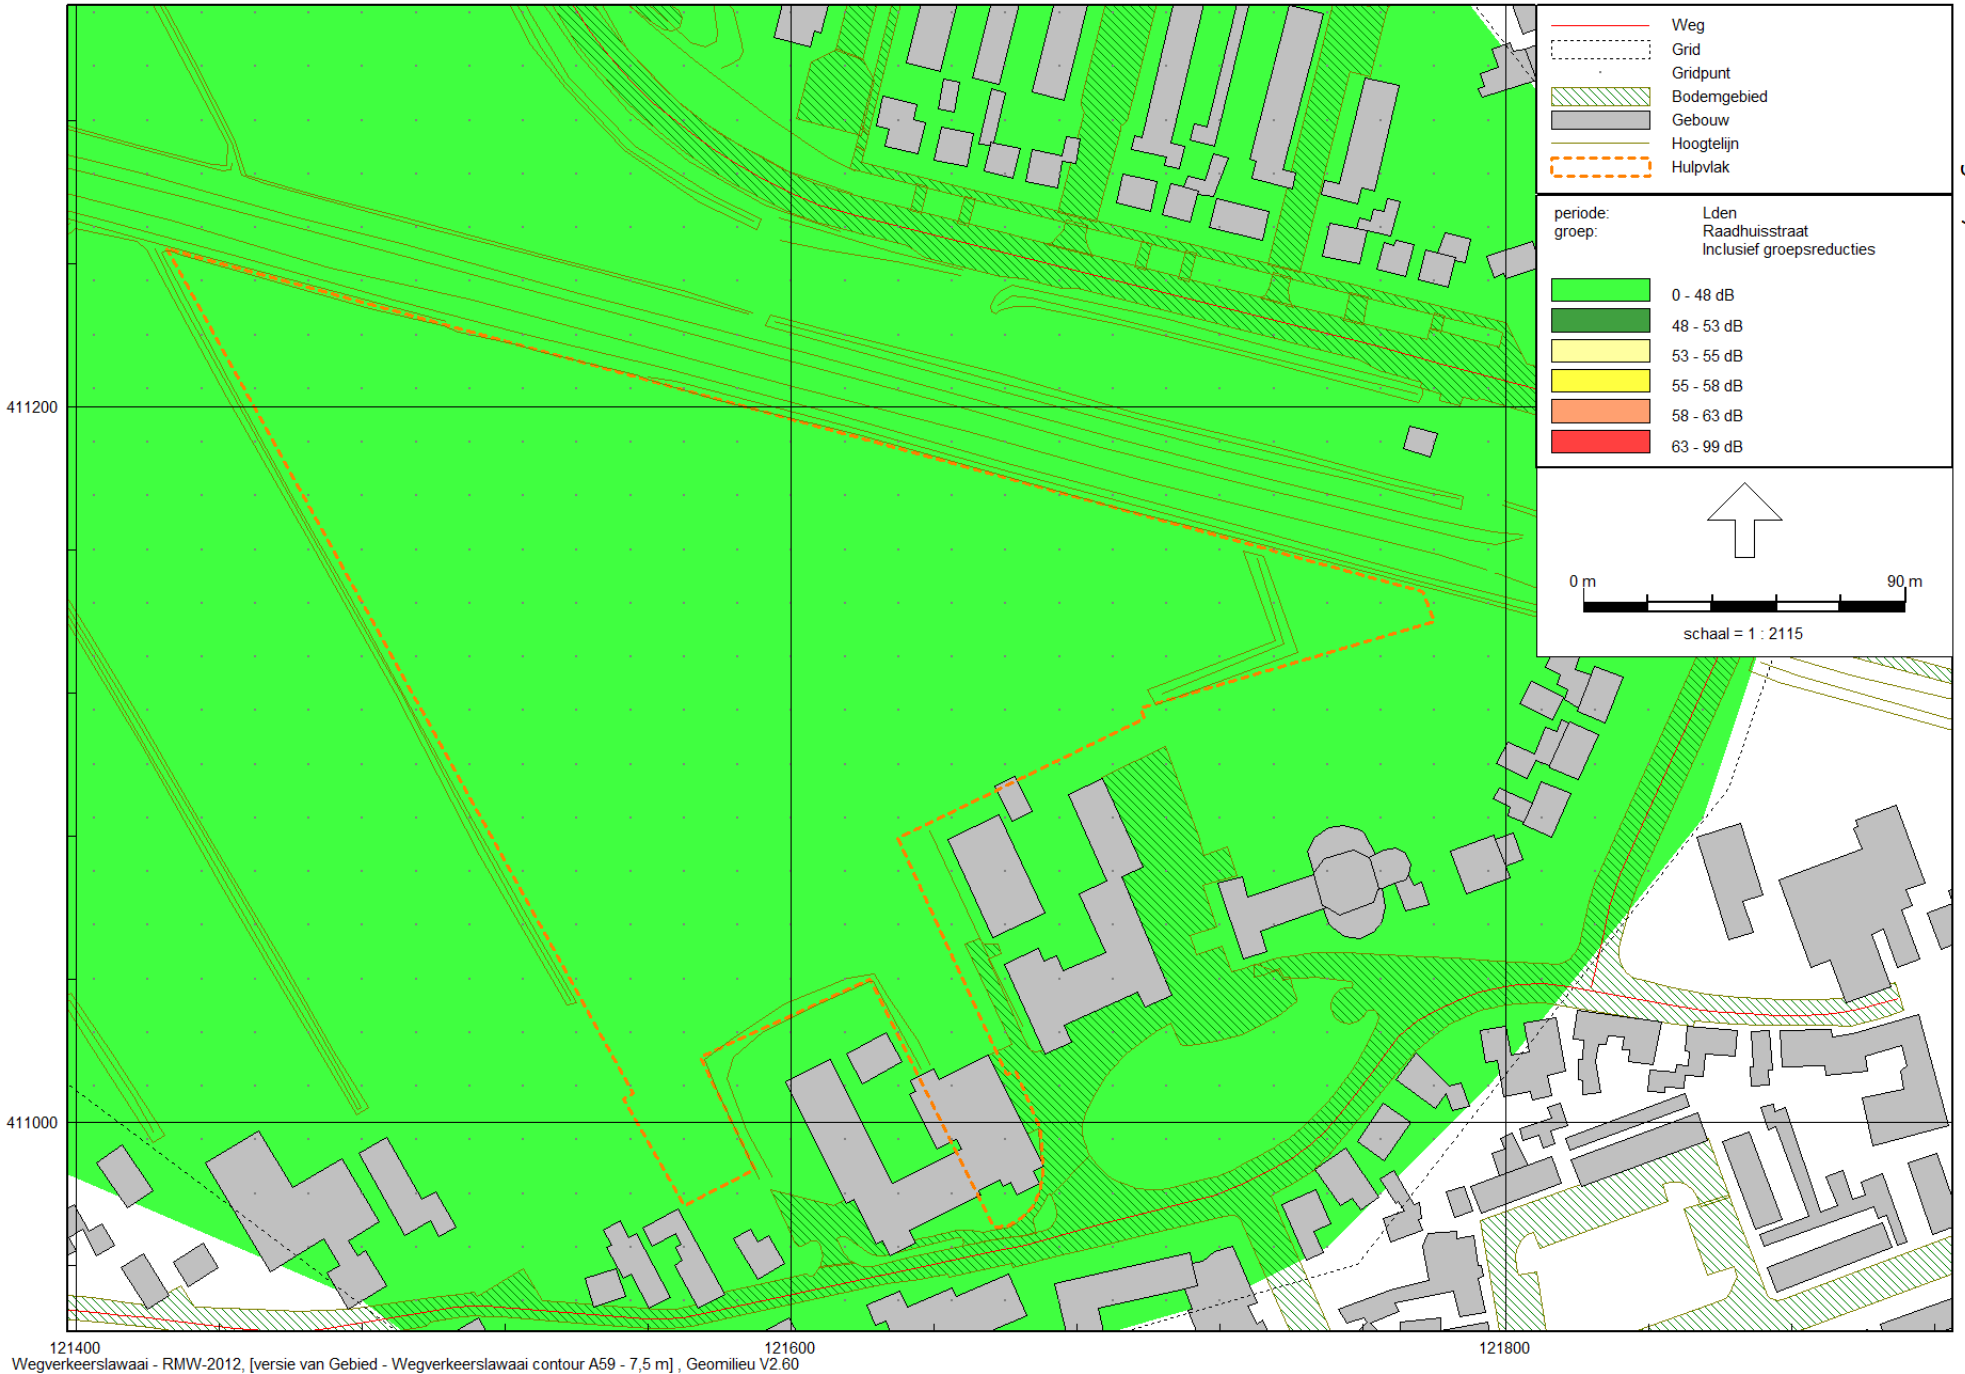 Weg
Grid
Gridpunt
Bodemgebied
Gebouw
Hoogtelijn
Hulpvlak
periode: Lden
groep: Raadhuisstraat
Inclusief groepsreducties
0 - 48 dB
48 - 53 dB
53 - 55 dB
55 - 58 dB
58 - 63 dB
63 - 99 dB
0 m 90 m
schaal = 1 : 2115
411200
411000
121400 121600 121800
Wegverkeerslawaai - RMW-2012, [versie van Gebied - Wegverkeerslawaai contour A59 - 7,5 m] , Geomilieu V2.60